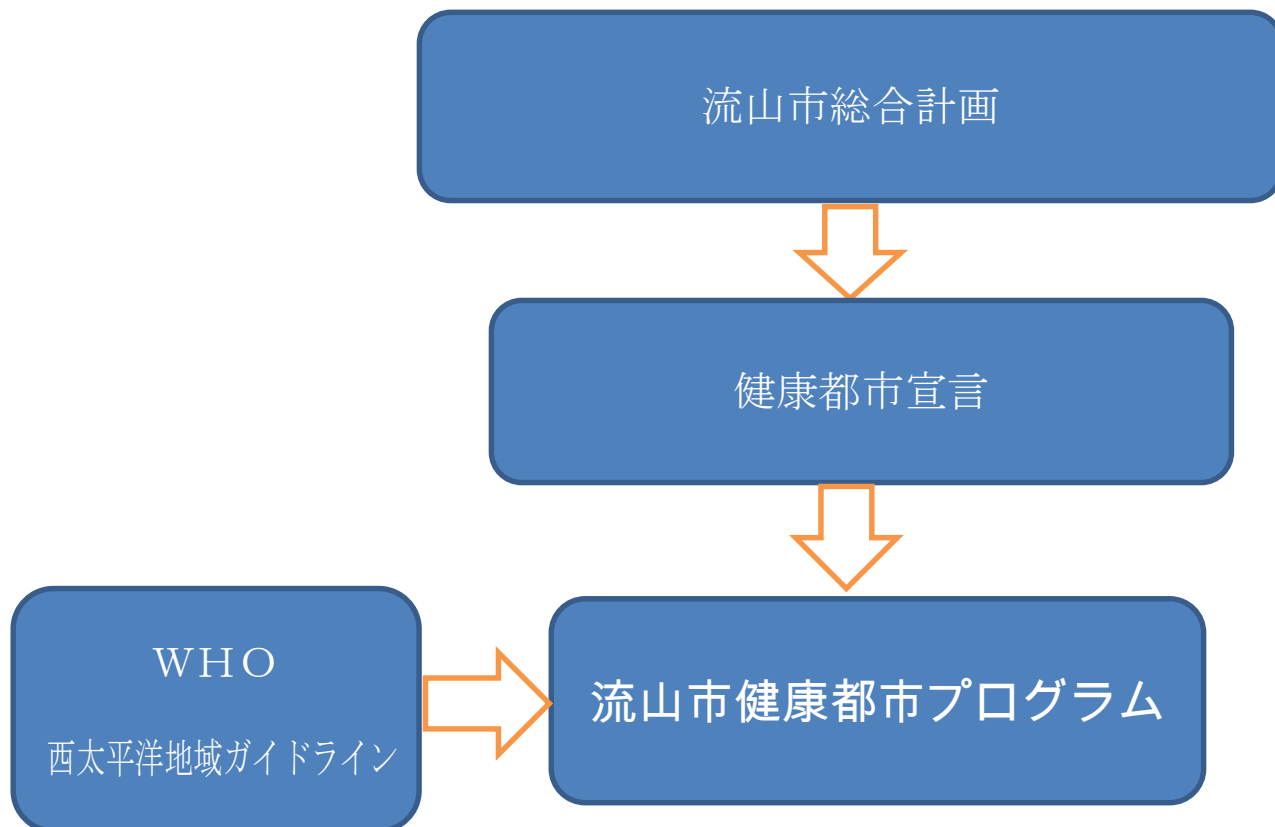 流山市総合計画
健康都市宣言
WHO
西太平洋地域ガイドライン
流山市健康都市プログラム